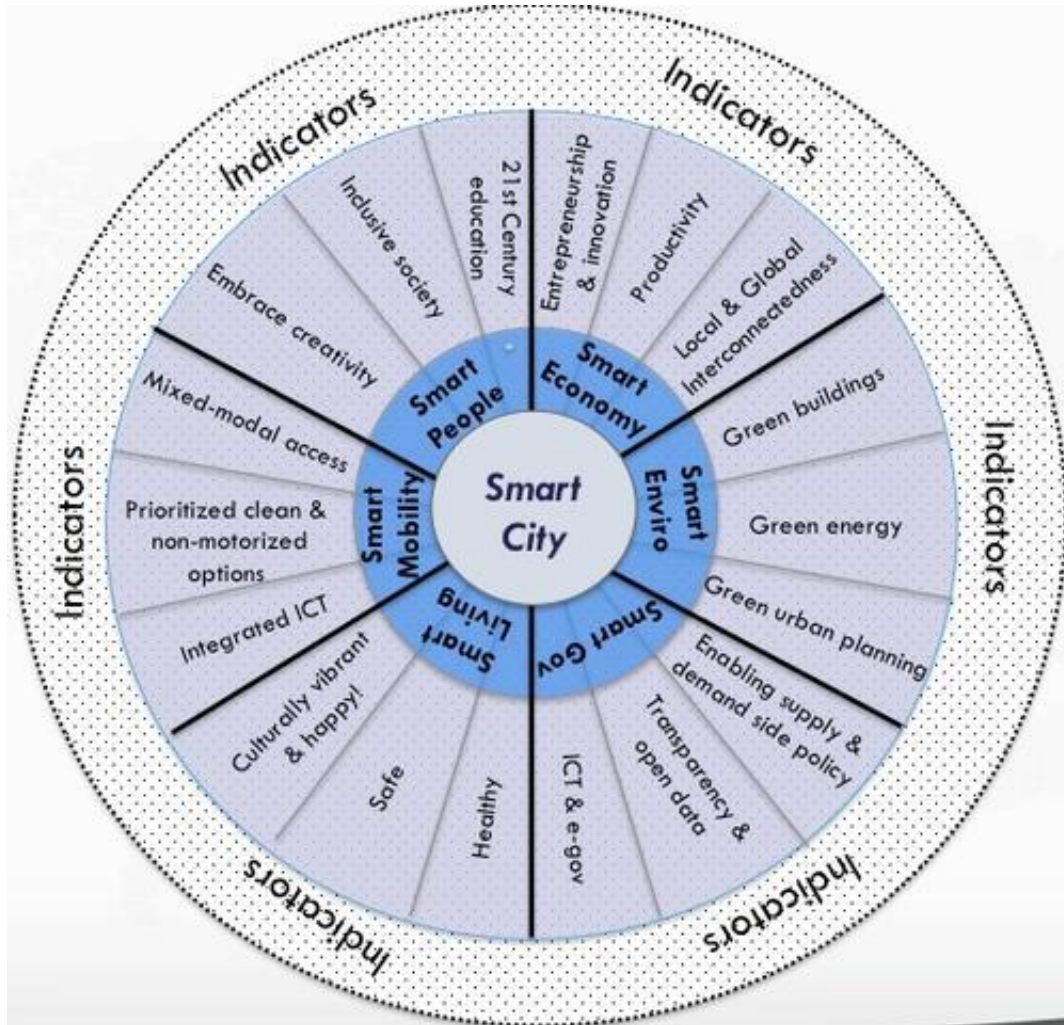 Smart
City
Smart
Economy
Entrepreneurship
& innovation
Productivity
Local & Global
Interconnectedness
Indicators
Smart
Enviro
Green buildings
Green energy
Green urban planning
Indicators
Smart Gov
Enabling supply &
demand side policy
Transparency &
open data
ICT & e-gov
Indicators
Smart
Living
Healthy
Safe
Culturally vibrant
& happy!
Indicators
Smart
Mobility
Integrated ICT
Prioritized clean &
non-motorized
options
Mixed-modal access
Indicators
Smart
People
Embrace creativity
Inclusive society
21st Century
education
Indicators